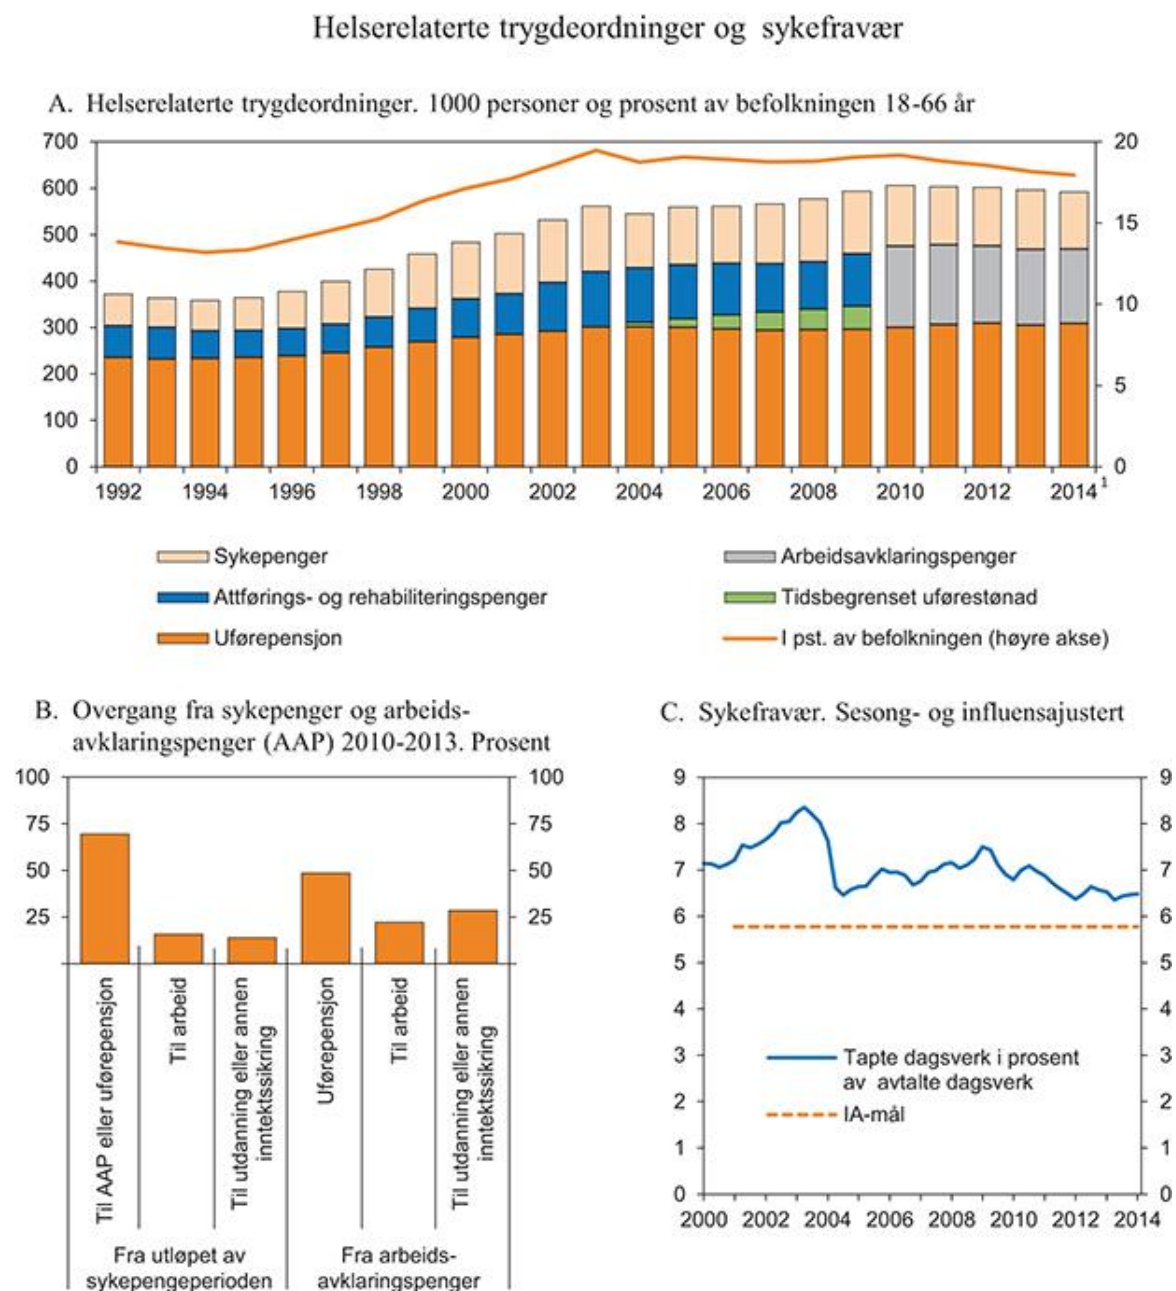 Helserelaterte trygdeordninger og sykefravær
A. Helserelaterte trygdeordninger. 1000 personer og prosent av befolkningen 18-66 år
700
600
500
400
300
200
100
0
20
15
10
5
0
1992 1994 1996 1998 2000 2002 2004 2006 2008 2010 2012 2014 1
Sykepenger
Arbeidsavklaringspenger
Attførings- og rehabiliteringspenger
Tidsbegrenset uførestønad
Uførepensjon
I pst. av befolkningen (høyre akse)
B. Overgang fra sykepenger og arbeids-
avklaringspenger (AAP) 2010-2013. Prosent
100
75
50
25
100
75
50
25
Til AAP eller uførepensjon
Til arbeid
Til utdanning eller annen
inntektssikring
Uførepensjon
Til arbeid
Til utdanning eller annen
inntektssikring
Fra utløpet av
sykepengeperioden
Fra arbeids-
avklaringspenger
C. Sykefravær. Sesong- og influensajustert
9
8
7
6
5
4
3
2
1
0
9
8
7
6
5
4
3
2
1
0
Tapte dagsverk i prosent
av avtalte dagsverk
IA-mål
2000 2002 2004 2006 2008 2010 2012 2014